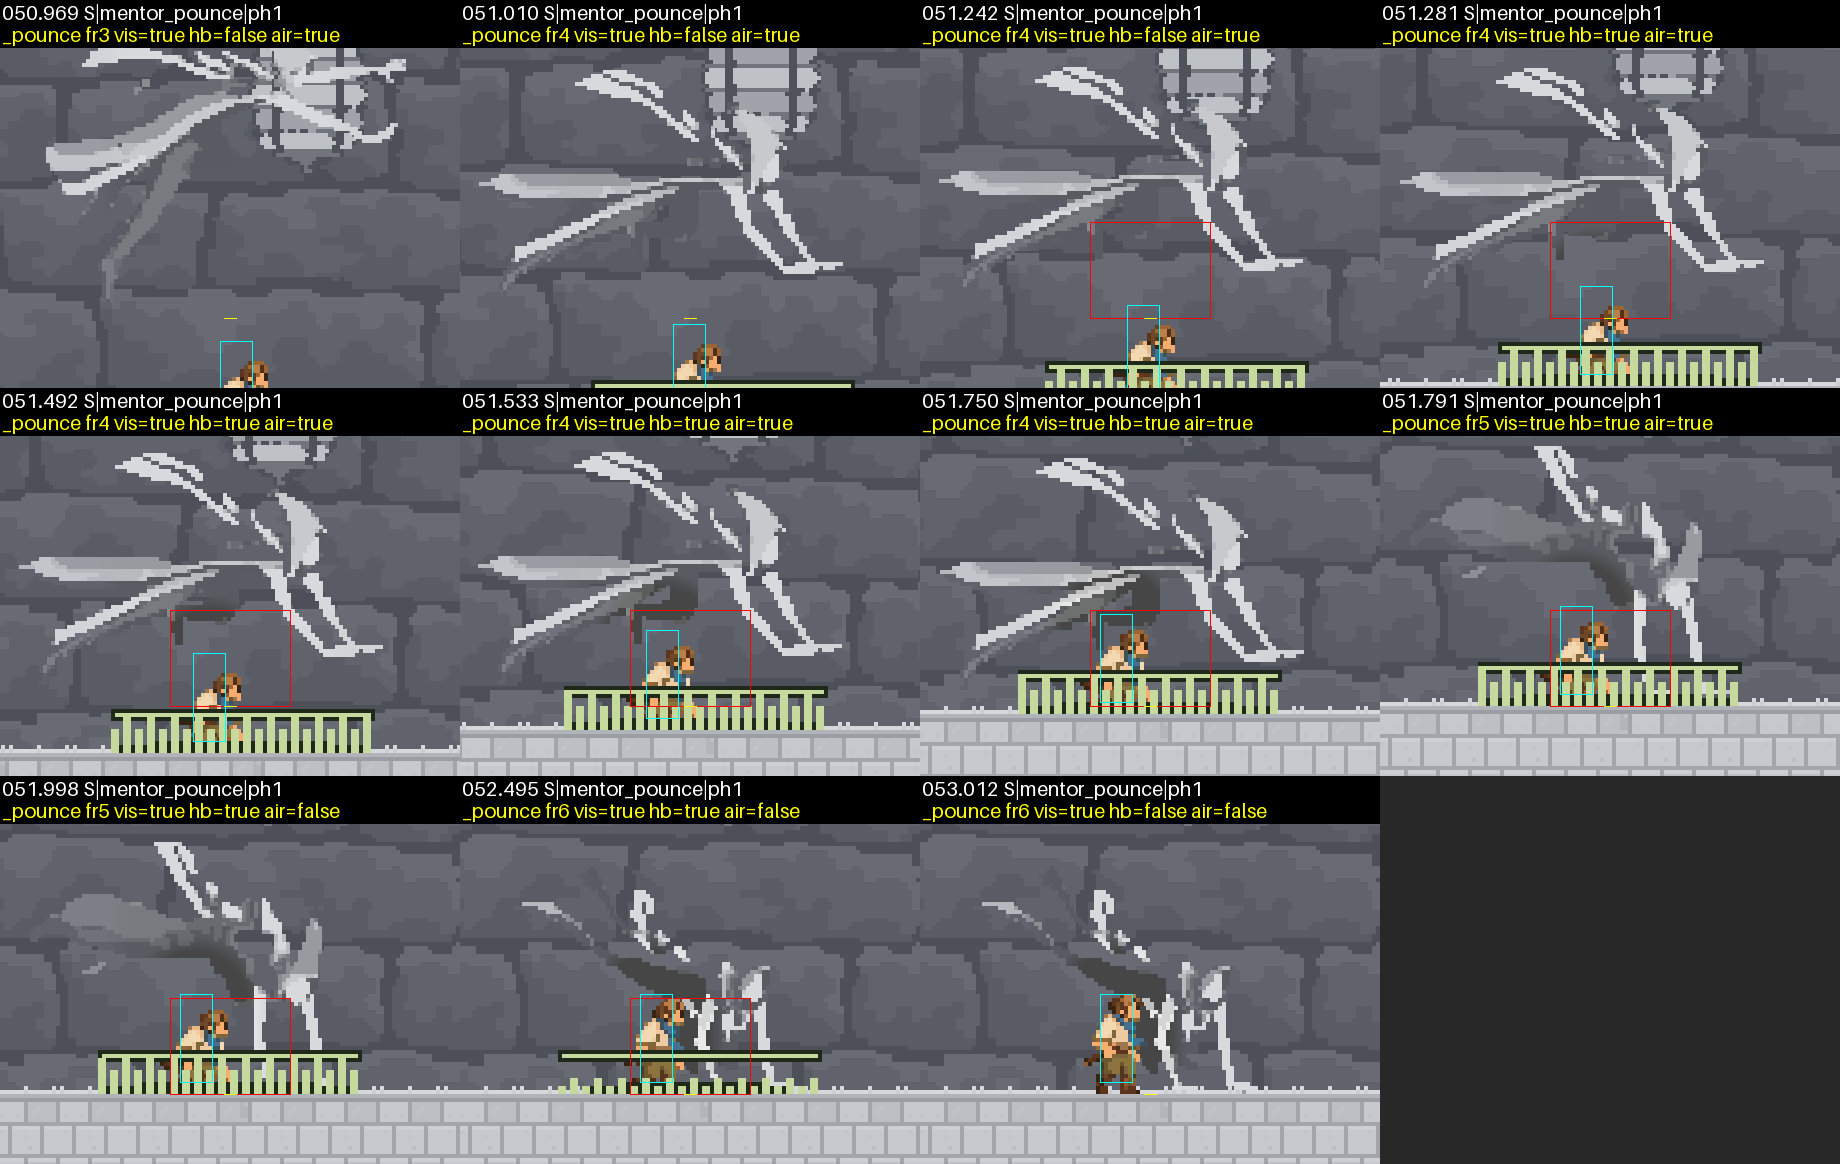 050.969 S|mentor_pounce|ph1
_pounce fr3 vis=true hb=false air=true
051.010 S|mentor_pounce|ph1
_pounce fr4 vis=true hb=false air=true
051.242 S|mentor_pounce|ph1
_pounce fr4 vis=true hb=false air=true
051.281 S|mentor_pounce|ph1
_pounce fr4 vis=true hb=true air=true
051.492 S|mentor_pounce|ph1
_pounce fr4 vis=true hb=true air=true
051.533 S|mentor_pounce|ph1
_pounce fr4 vis=true hb=true air=true
051.750 S|mentor_pounce|ph1
_pounce fr4 vis=true hb=true air=true
051.791 S|mentor_pounce|ph1
_pounce fr5 vis=true hb=true air=true
051.998 S|mentor_pounce|ph1
_pounce fr5 vis=true hb=true air=false
052.495 S|mentor_pounce|ph1
_pounce fr6 vis=true hb=true air=false
053.012 S|mentor_pounce|ph1
_pounce fr6 vis=true hb=false air=false